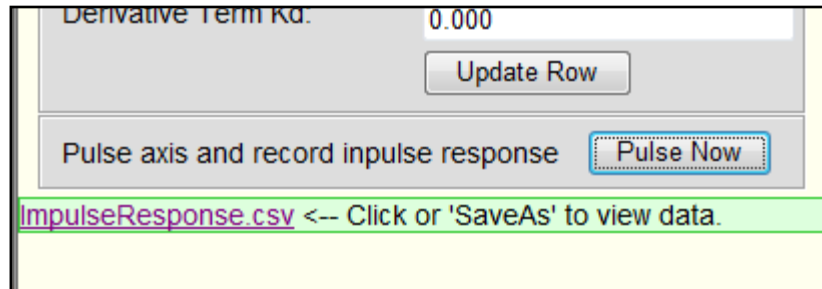 Derivative Term Kd:
0.000
Update Row
Pulse axis and record inpulse response
Pulse Now
ImpulseResponse.csv <-- Click or 'SaveAs' to view data.